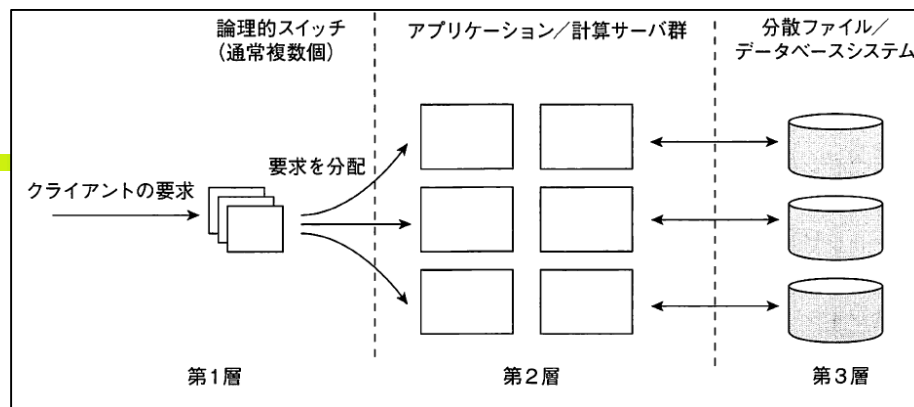 論理的スイッチ
(通常複数個)
アプリケーション／計算サーバ群
分散ファイル／
データベースシステム
要求を分配
クライアントの要求
第1層
第2層
第3層